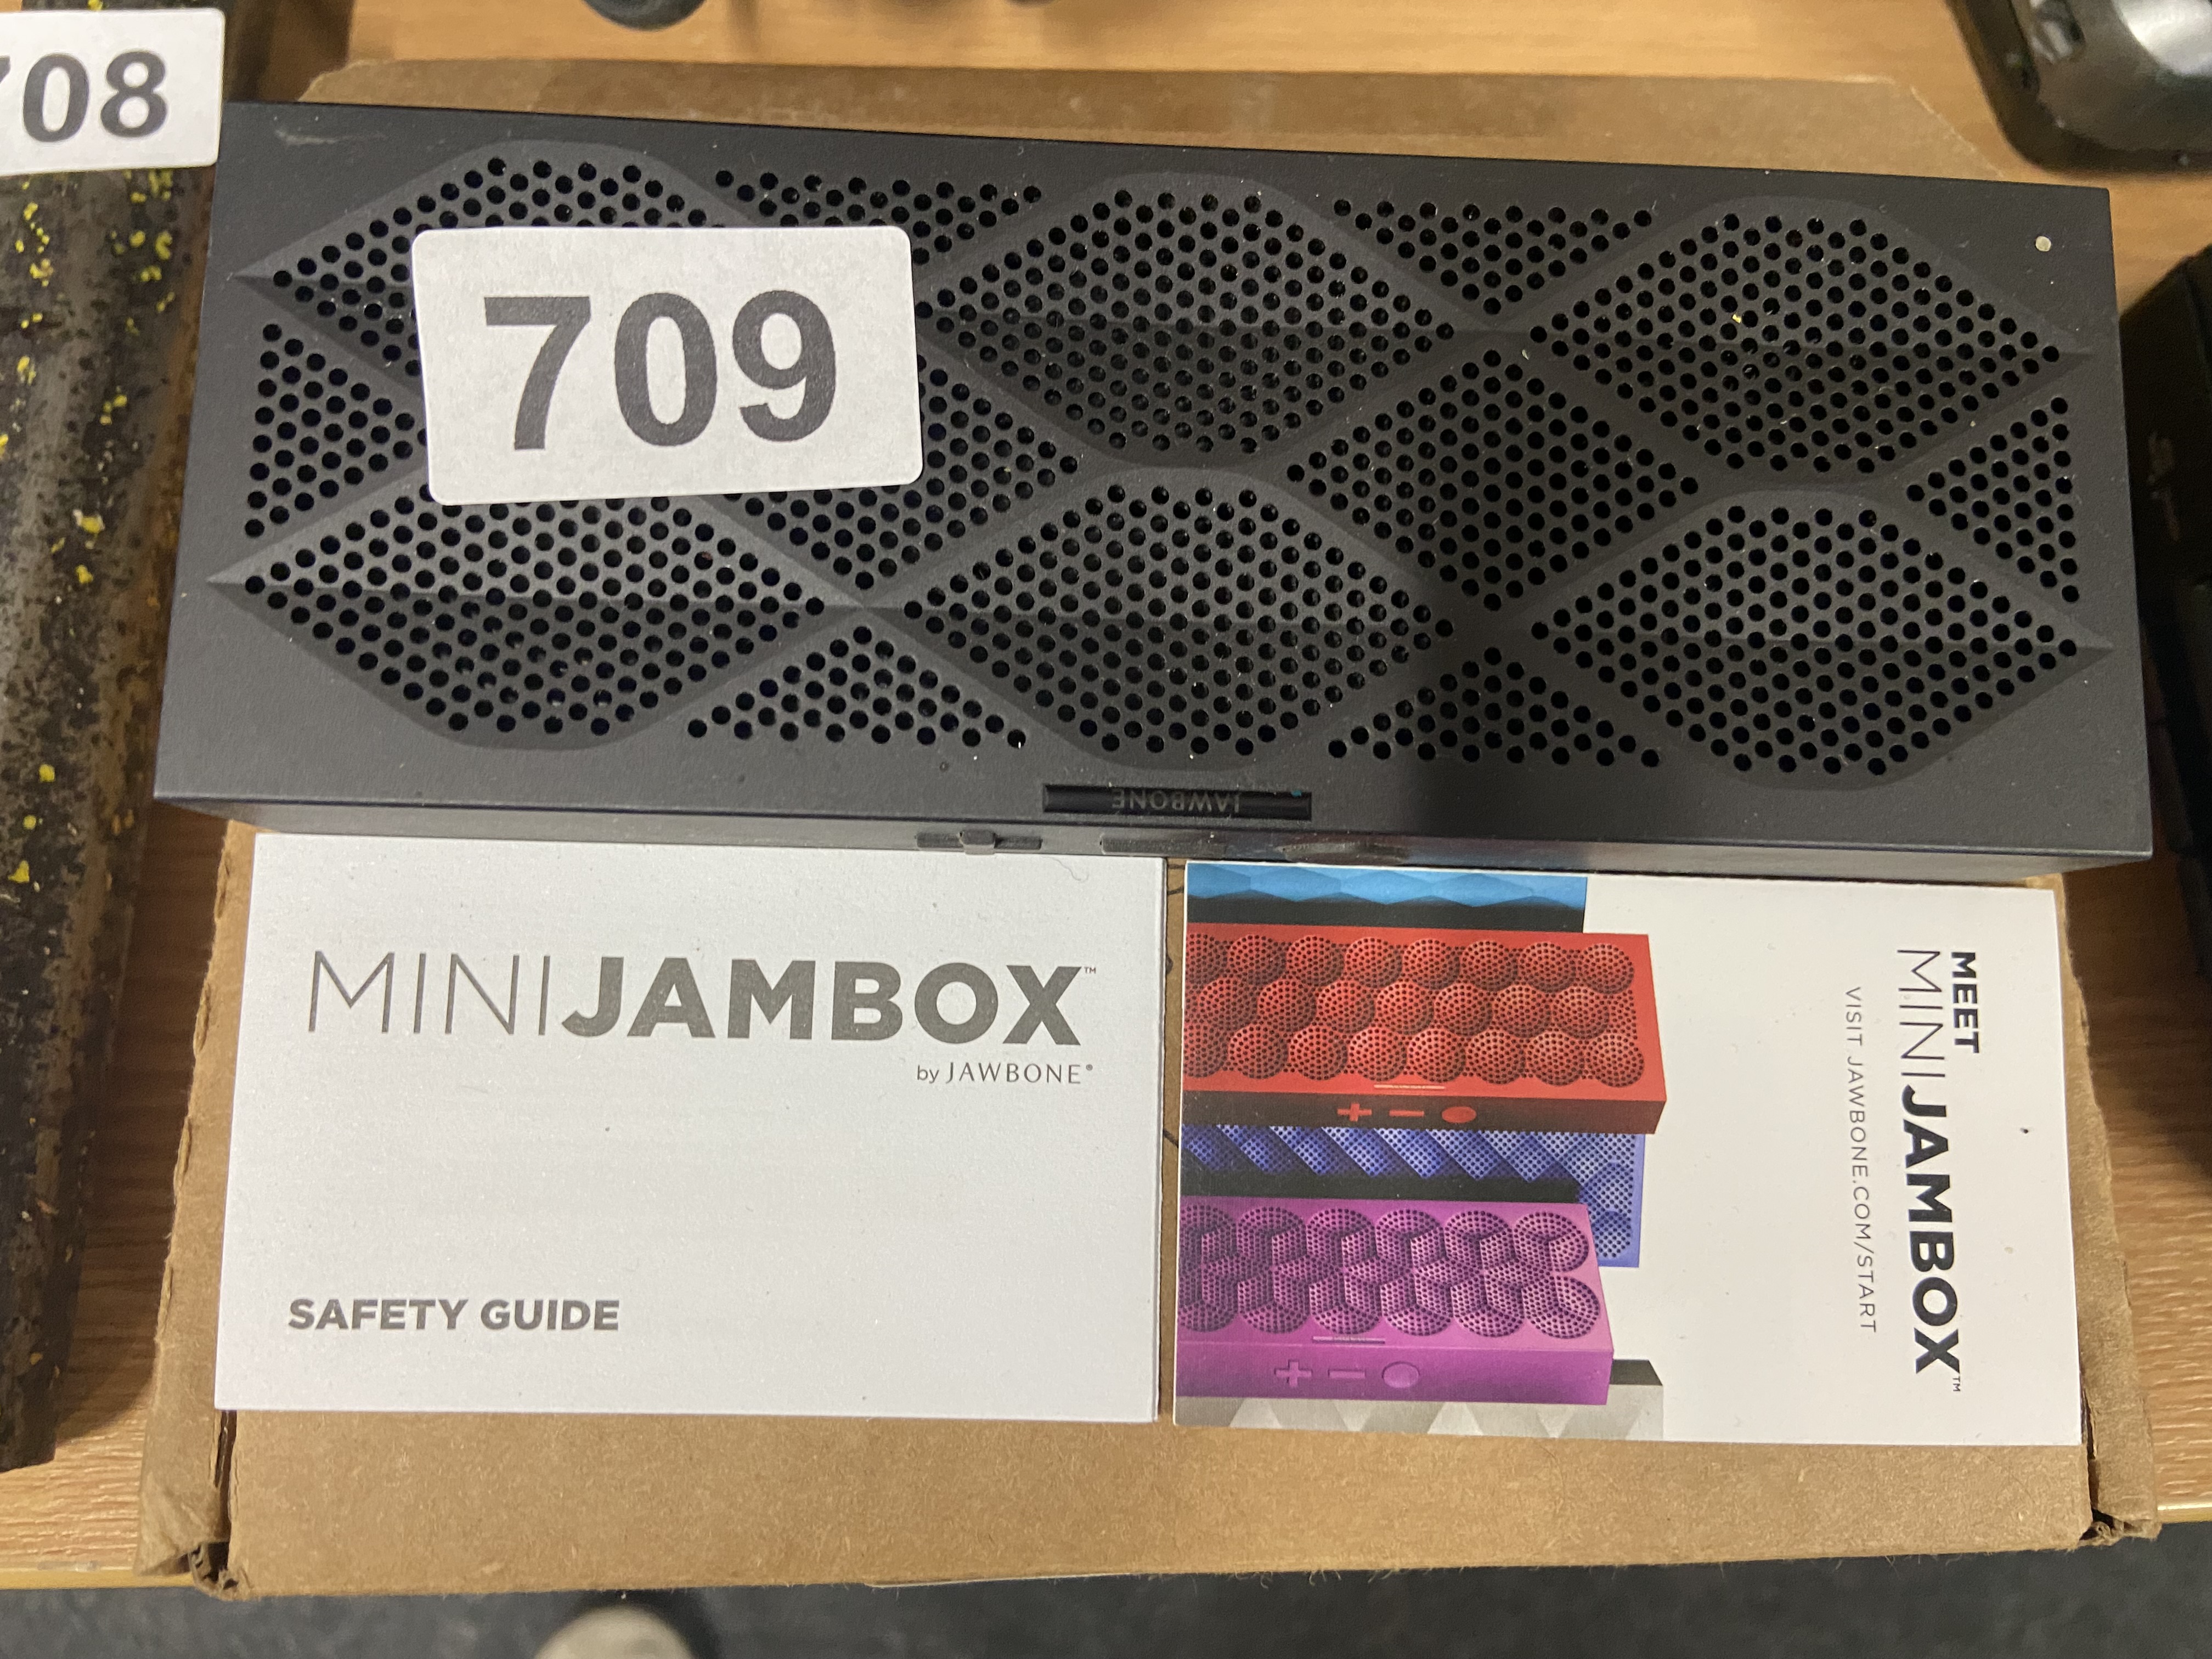 708
709
JAWBONE
MINIJAMBOX™
by JAWBONE®
SAFETY GUIDE
MEET
MINIJAMBOX™
VISIT JAWBONE.COM/START